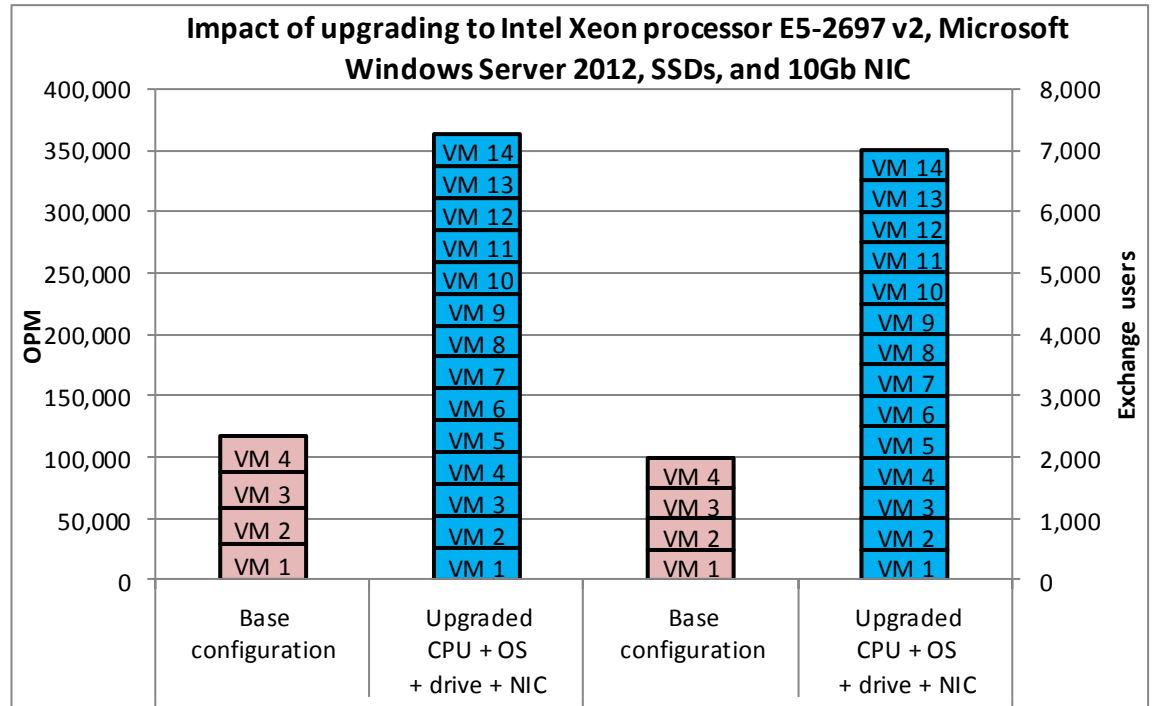 Impact of upgrading to Intel Xeon processor E5-2697 v2, Microsoft
Windows Server 2012, SSDs, and 10Gb NIC
OPM
400,000
350,000
300,000
250,000
200,000
150,000
100,000
50,000
0
VM 4
VM 3
VM 2
VM 1
VM 14
VM 13
VM 12
VM 11
VM 10
VM 9
VM 8
VM 7
VM 6
VM 5
VM 4
VM 3
VM 2
VM 1
VM 4
VM 3
VM 2
VM 1
VM 14
VM 13
VM 12
VM 11
VM 10
VM 9
VM 8
VM 7
VM 6
VM 5
VM 4
VM 3
VM 2
VM 1
8,000
7,000
6,000
5,000
4,000
3,000
2,000
1,000
0
Exchange users
Base
configuration
Upgraded
CPU + OS
+ drive + NIC
Base
configuration
Upgraded
CPU + OS
+ drive + NIC